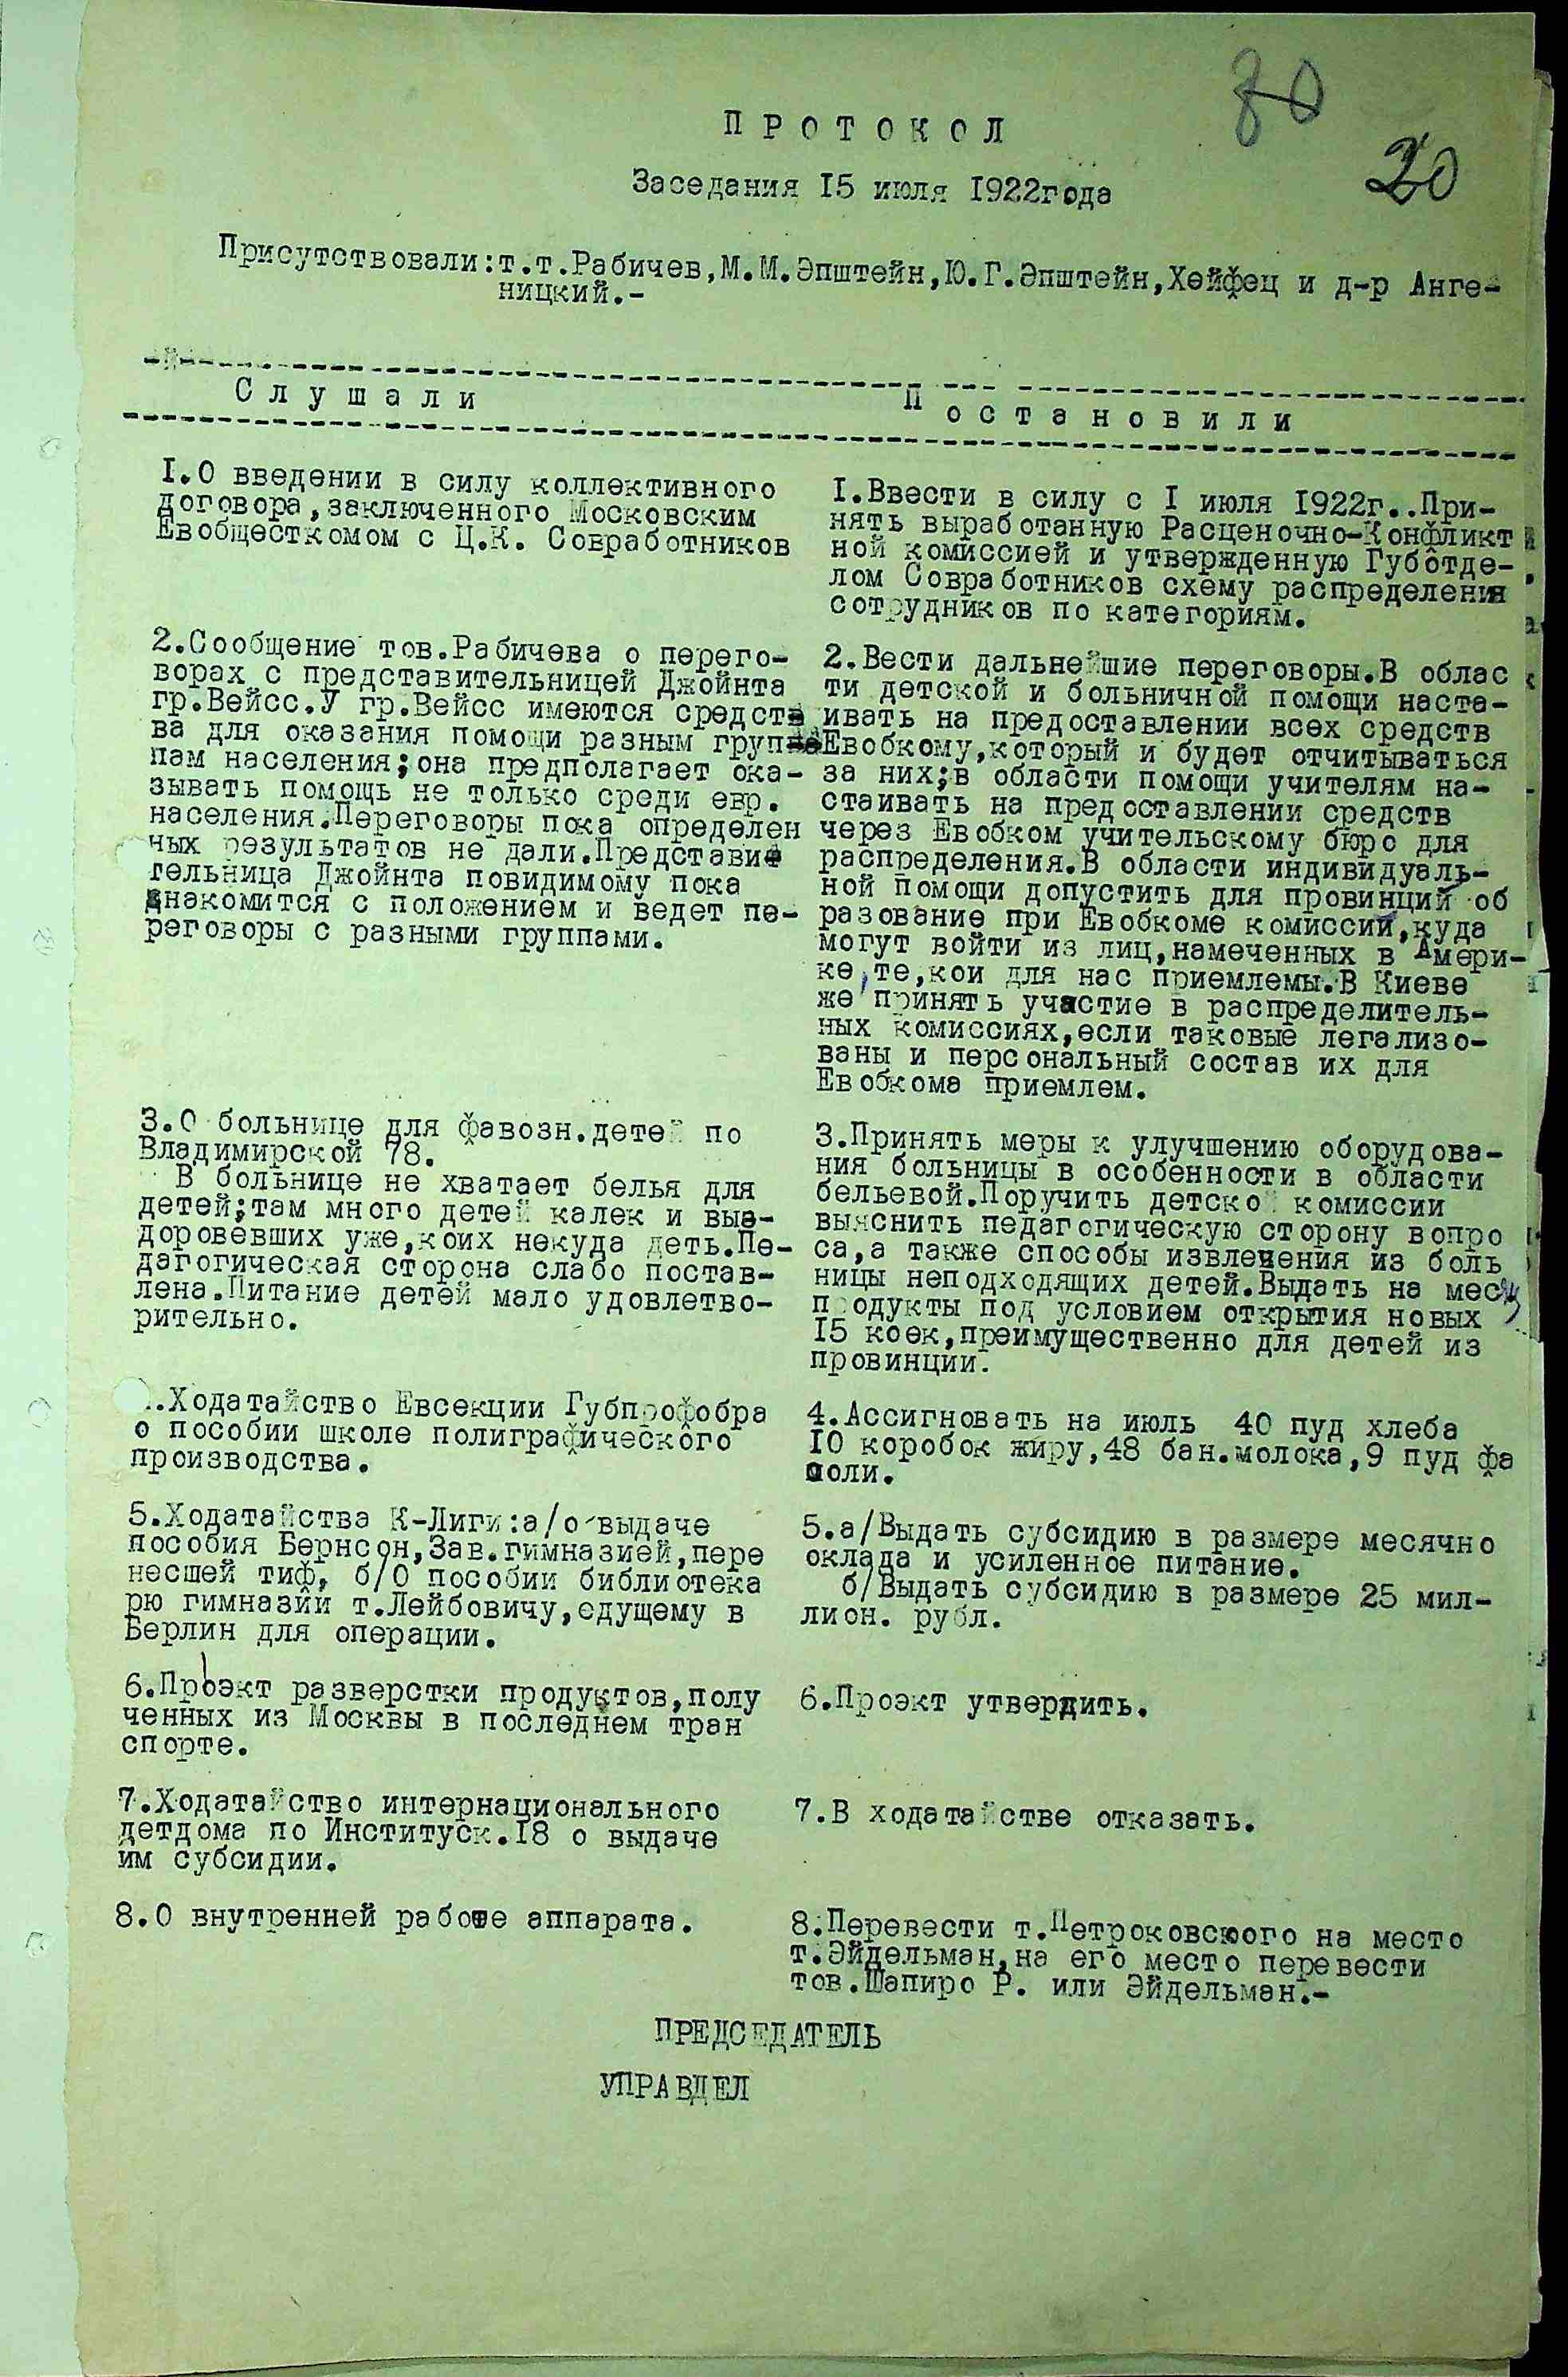 80
20
П Р О Т О К О Л
Заседания I5 июля I922года
Присутствовали:т.т.Рабичев,М.М.Эпштейн,Ю.Г.Эпштейн,Хейфец и д-р Анге-
ницкий.-
С л у ш а л и
П о с т а н о в и л и
I.О введении в силу коллективного
договора,заключенного Московским
Евобщесткомом с Ц.К. Совработников
I.Ввести в силу с I июля I922г..При-
нять выработанную Расценочно-Конфликт
ной комиссией и утвержденную Губотде-
лом Совработников схему распределения
сотрудников по категориям.
2.Сообщение тов.Рабичева о перего-
ворах с представительницей Джойнта
гр.Вейсс.У гр.Вейсс имеются средств
ва для оказания помощи разным груп
пам населения;она предполагает ока-
зывать помощь не только среди евр.
населения.Переговоры пока определен
ных результатов не дали.Представи
тельница Джойнта повидимому пока
знакомится с положением и ведет пе-
реговоры с разными группами.
2.Вести дальнейшие переговоры.В облас
ти детской и больничной помощи наста-
ивать на предоставлении всех средств
Евобкому,который и будет отчитываться
за них;в области помощи учителям на-
стаивать на предоставлении средств
через Евобком учительскому бюро для
распределения.В области индивидуаль-
ной помощи допустить для провинций об
разование при Евобкоме комиссий,куда
могут войти из лиц,намеченных в Амери-
ке,те,кои для нас приемлемы.В Киеве
же принять участие в распределитель-
ных комиссиях,если таковые легализо-
ваны и персональный состав их для
Евобкома приемлем.
3.О больнице для фавозн.детей по
Владимирской 78.
В больнице не хватает белья для
детей;там много детей калек и выз-
доровевших уже,коих некуда деть.Пе-
дагогическая сторона слабо постав-
лена.Питание детей мало удовлетво-
рительно.
3.Принять меры к улучшению оборудова-
ния больницы в особенности в области
бельевой.Поручить детской комиссии
выяснить педагогическую сторону вопро
са,а также способы извлечения из боль
ницы неподходящих детей.Выдать на месяц
продукты под условием открытия новых
I5 коек,преимущественно для детей из
провинции.
.Ходатайство Евсекции Губпрофобра
о пособии школе полиграфического
производства.
4.Ассигновать на июль 40 пуд хлеба
I0 коробок жиру,48 бан.молока,9 пуд фа
соли.
5.Ходатайства К-Лиги:а/о выдаче
пособия Бернсон,Зав.гимназией,пере
несшей тиф, б/О пособии библиотека
рю гимназии т.Лейбовичу,едущему в
Берлин для операции.
5.а/Выдать субсидию в размере месячно
оклада и усиленное питание.
б/Выдать субсидию в размере 25 мил-
лион. рубл.
6.Проэкт разверстки продуктов,полу
ченных из Москвы в последнем тран
спорте.
6.Проэкт утвердить.
7.Ходатайство интернационального
детдома по Институск.I8 о выдаче
им субсидии.
7.В ходатайстве отказать.
8.О внутренней работе аппарата.
8.Перевести т.Петроковского на место
т.Эйдельман,на его место перевести
тов.Шапиро Р. или Эйдельман.-
ПРЕДСЕДАТЕЛЬ
УПРАВДЕЛ